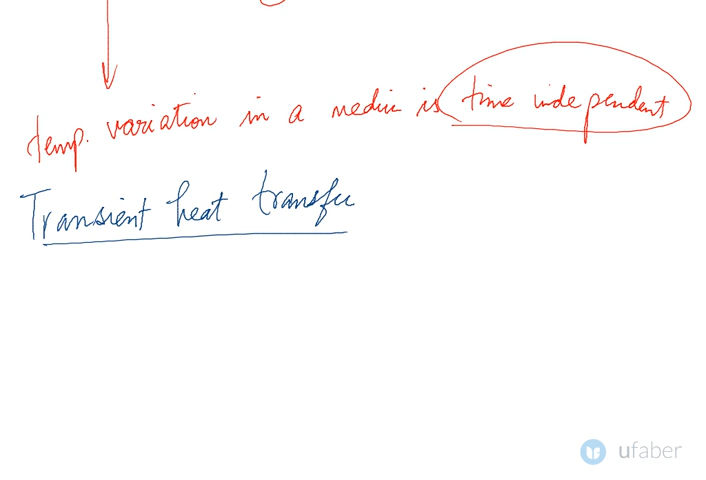 temp. variation in a mediu is time independent
Transient heat transfer
ufaber